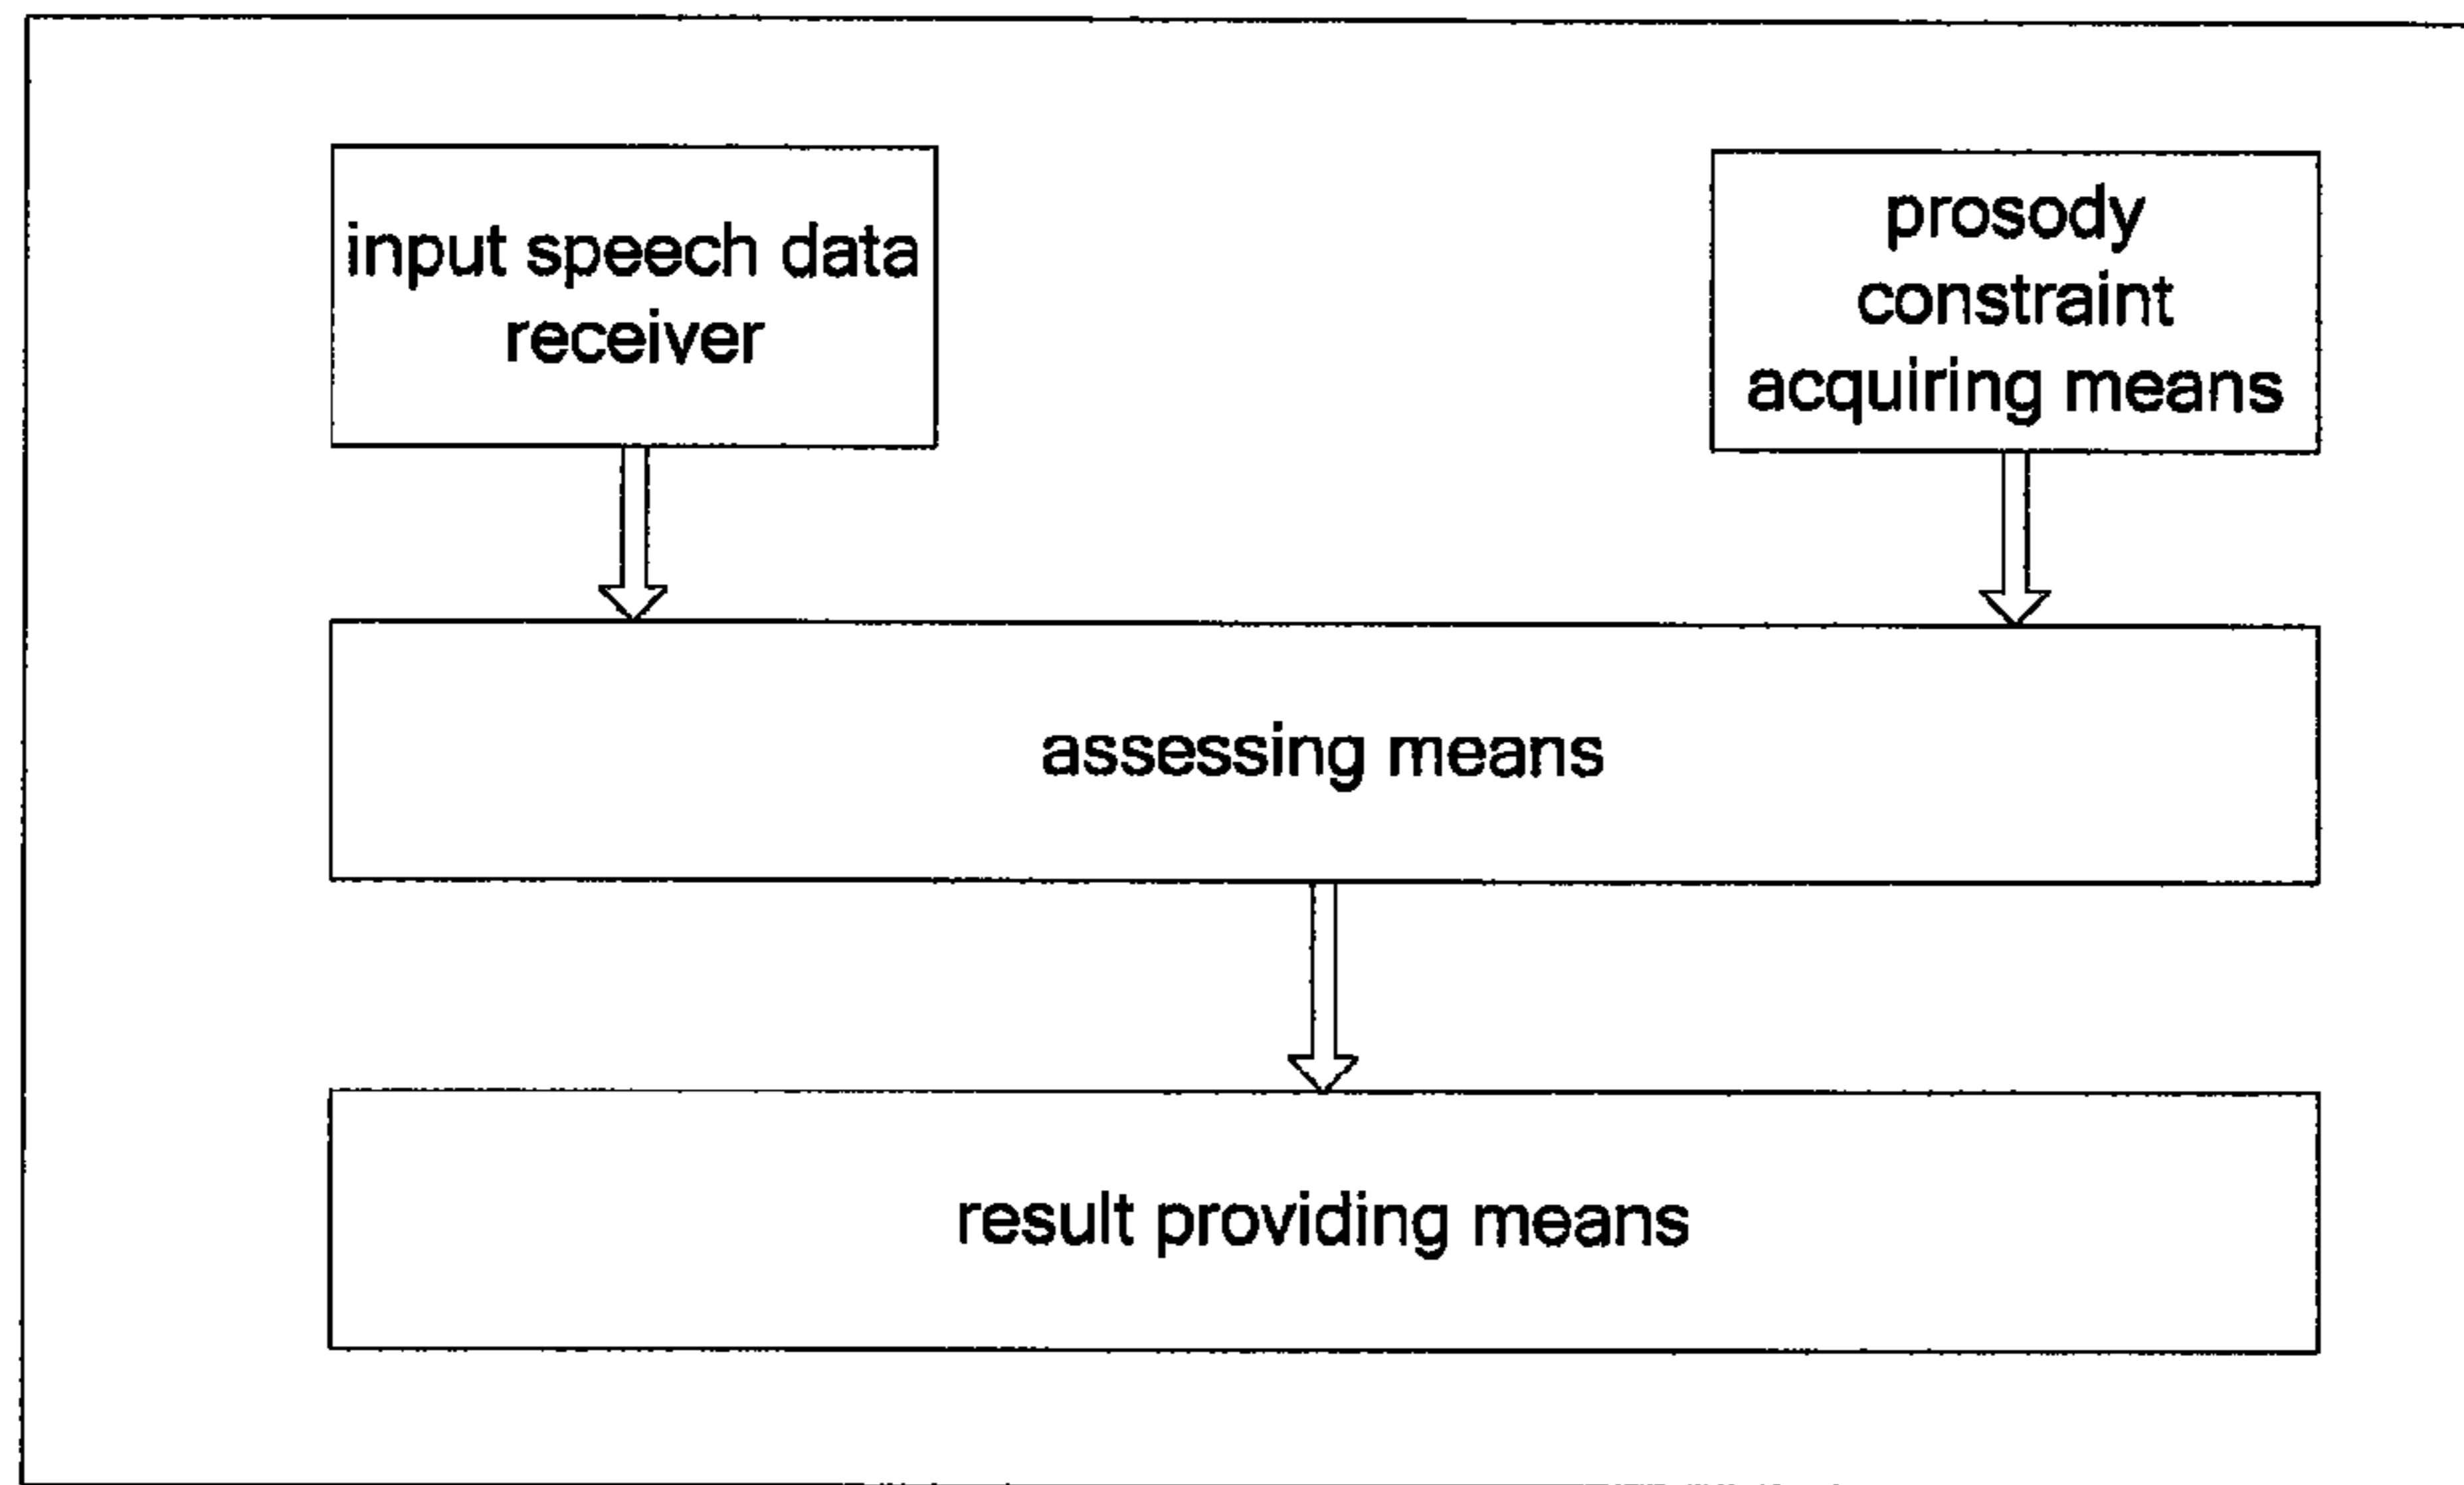 input speech data
receiver
prosody
constraint
acquiring means
assessing means
result providing means